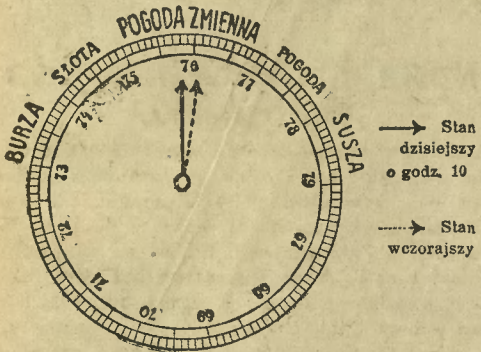 BURZA
SŁOTA
POGODA ZMIENNA
POGODA
SUSZA
76
77
78
79
67
68
69
70
71
72
73
74
75
Stan
dzisiejszy
o godz. 10
Stan
wczorajszy